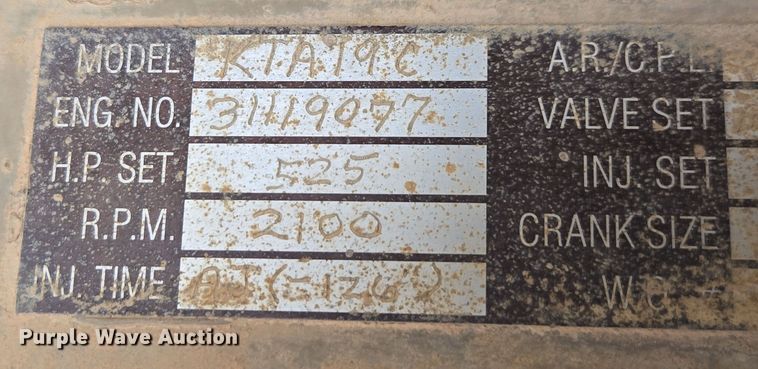 MODEL KTA19C A.R./C.P.L
ENG. NO. 31119077 VALVE SET
H.P. SET 525 INJ. SET
R.P.M. 2100 CRANK SIZE
INJ. TIME
Purple Wave Auction